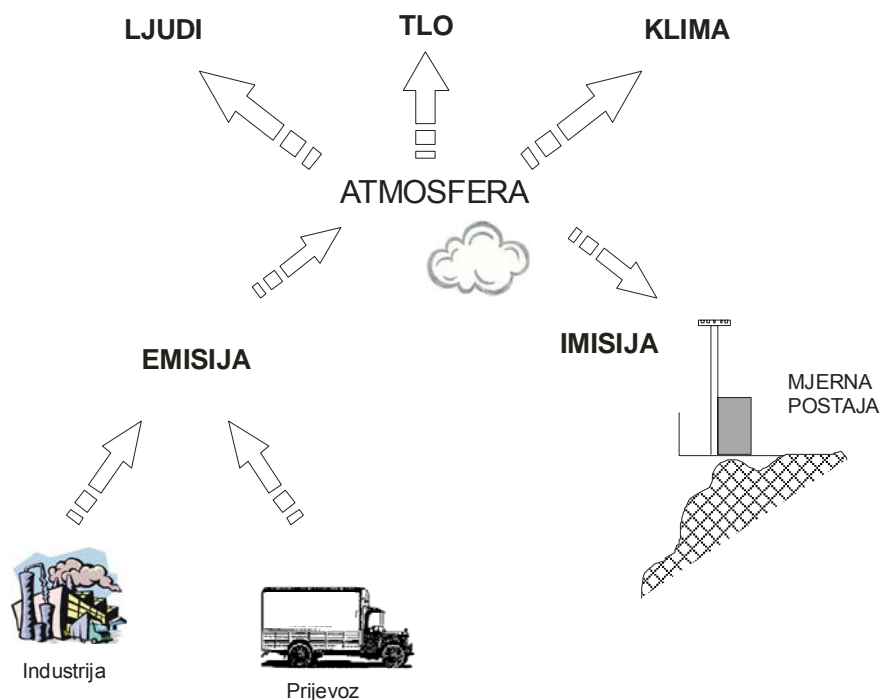 LJUDI
TLO
KLIMA
ATMOSFERA
EMISIJA
IMISIJA
MJERNA
POSTAJA
Industrija
Prijevoz